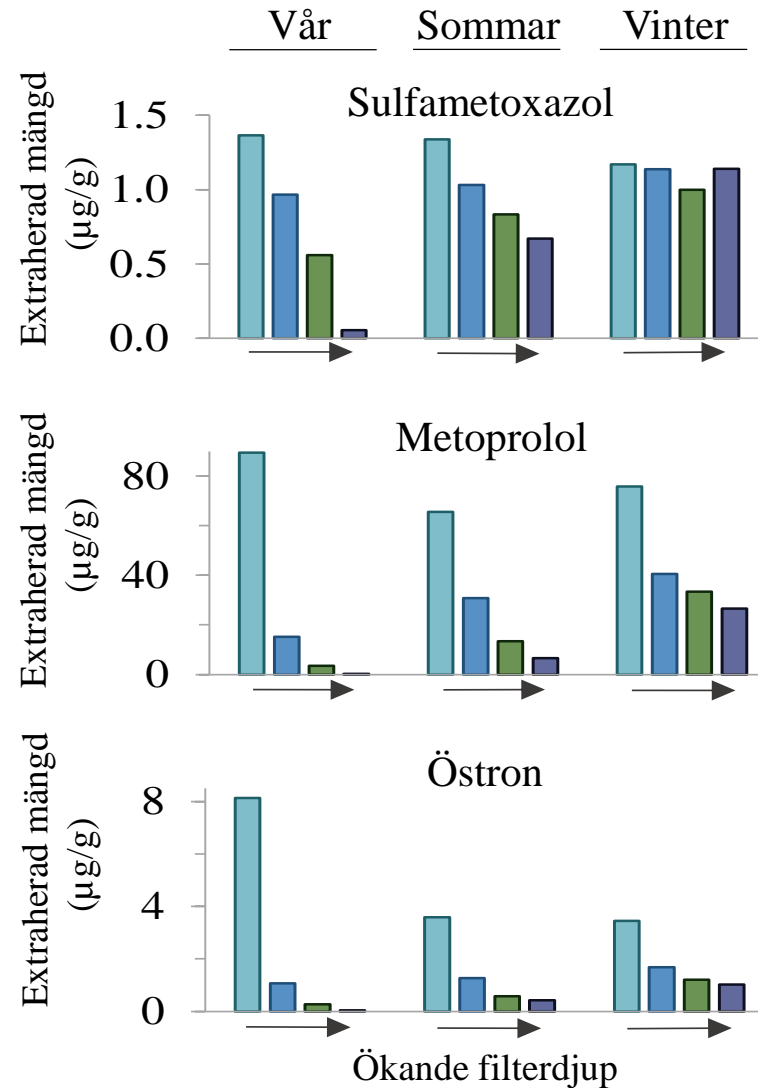 Vår Sommar Vinter
Sulfametoxazol
Extraherad mängd
(µg/g)
1.5
1.0
0.5
0.0
Metoprolol
Extraherad mängd
(µg/g)
80
40
0
Östron
Extraherad mängd
(µg/g)
8
4
0
Ökande filterdjup